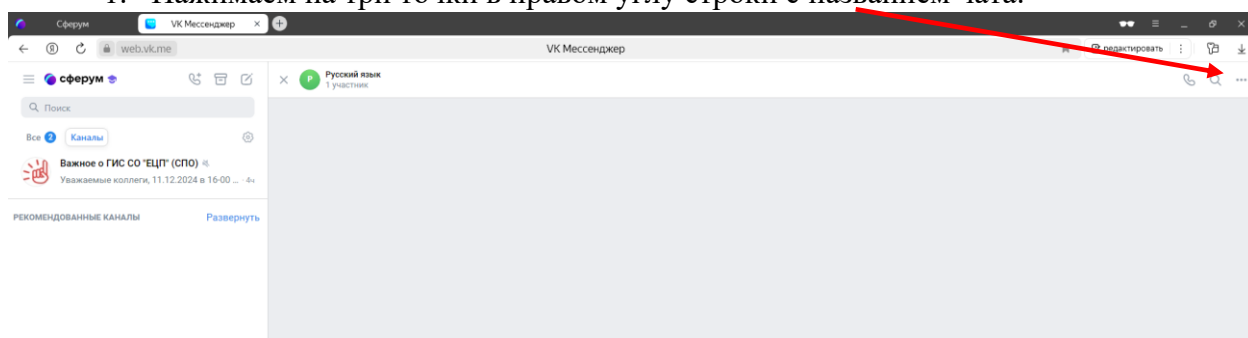 1. Нажимаем на три точки в правом углу строки с названием чата.
Сферум VK Мессенджер
web.vk.me VK Мессенджер редактировать
сферум
Русский язык
1 участник
Поиск
Все 2 Каналы
Важное о ГИС СО "ЕЦП" (СПО)
Уважаемые коллеги, 11.12.2024 в 16-00 ... · 4ч
РЕКОМЕНДОВАННЫЕ КАНАЛЫ Развернуть